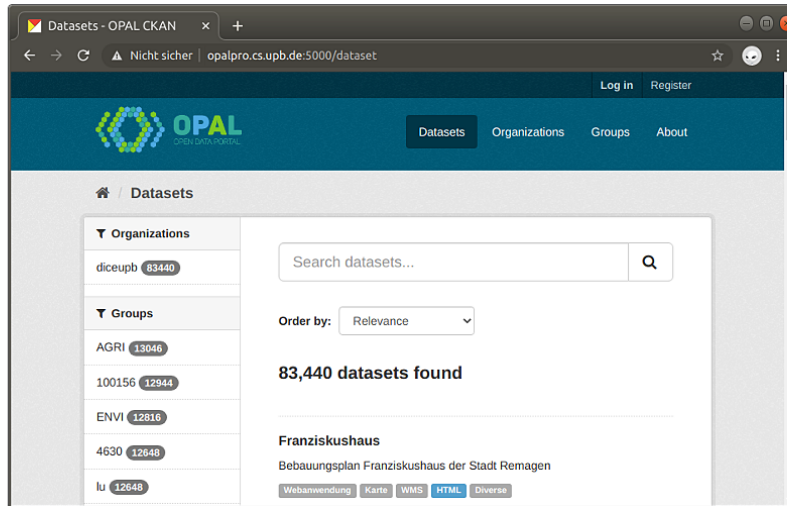 Datasets - OPAL CKAN
Nicht sicher | opalpro.cs.upb.de:5000/dataset
Log in Register
OPAL
OPEN DATA PORTAL
Datasets Organizations Groups About
/ Datasets
Organizations
diceupb 83440
Groups
AGRI 13046
100156 12944
ENVI 12816
4630 12648
lu 12648
Search datasets...
Order by: Relevance
83,440 datasets found
Franziskushaus
Bebauungsplan Franziskushaus der Stadt Remagen
Webanwendung Karte WMS HTML Diverse